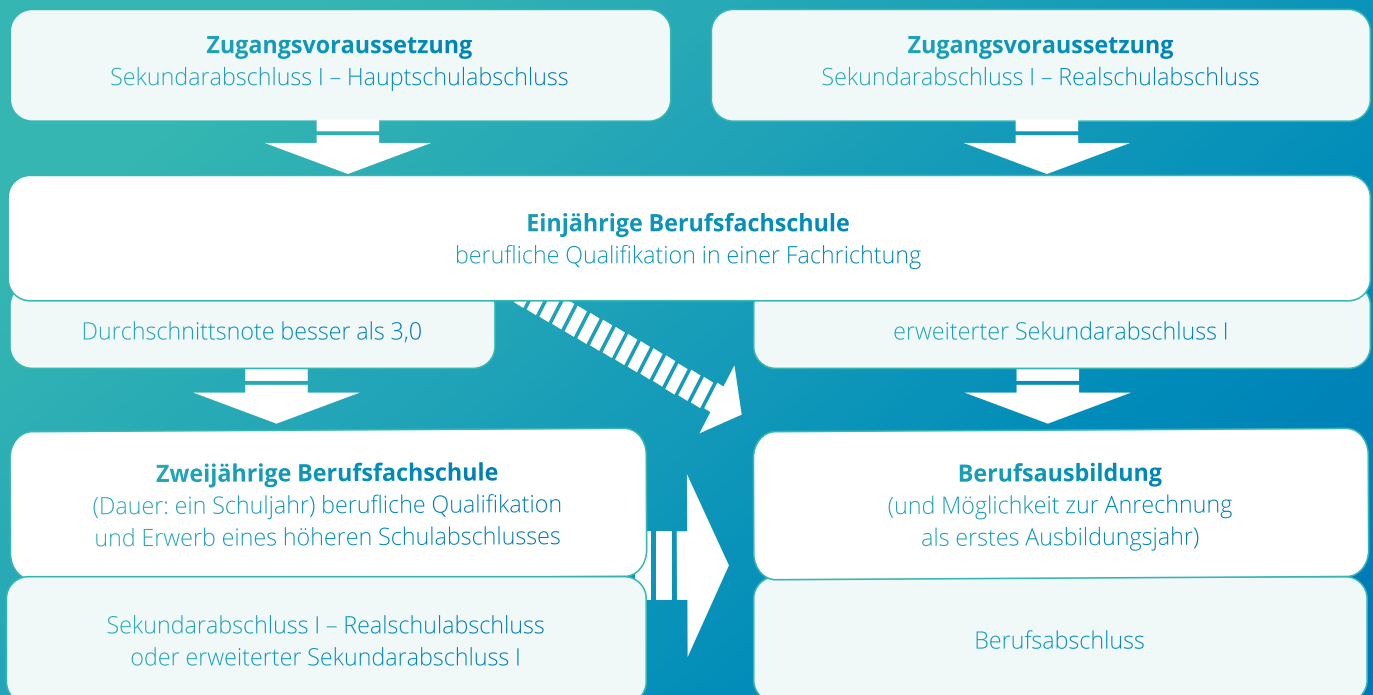 Zugangsvoraussetzung
Sekundarabschluss I – Hauptschulabschluss
Zugangsvoraussetzung
Sekundarabschluss I – Realschulabschluss
Einjährige Berufsfachschule
berufliche Qualifikation in einer Fachrichtung
Durchschnittsnote besser als 3,0
erweiterter Sekundarabschluss I
Zweijährige Berufsfachschule
(Dauer: ein Schuljahr) berufliche Qualifikation
und Erwerb eines höheren Schulabschlusses
Sekundarabschluss I – Realschulabschluss
oder erweiterter Sekundarabschluss I
Berufsausbildung
(und Möglichkeit zur Anrechnung
als erstes Ausbildungsjahr)
Berufsabschluss